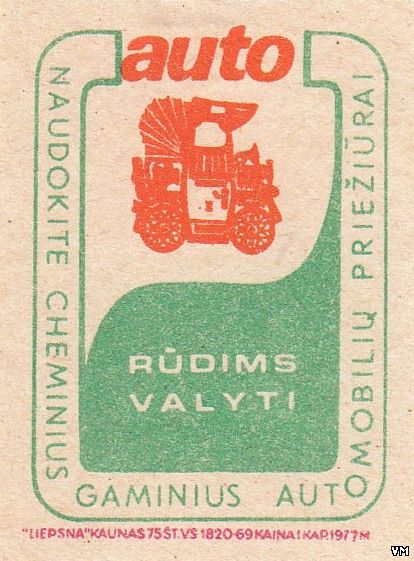 auto
NAUDOKITE CHEMINIUS GAMINIUS AUTOMOBILIŲ PRIEŽIŪRAI
RŪDIMS
VALYTI
"LIEPSNA" KAUNAS 75 ŠT. VS 1820-69 KAINA 1 KAP. 1977M
VM